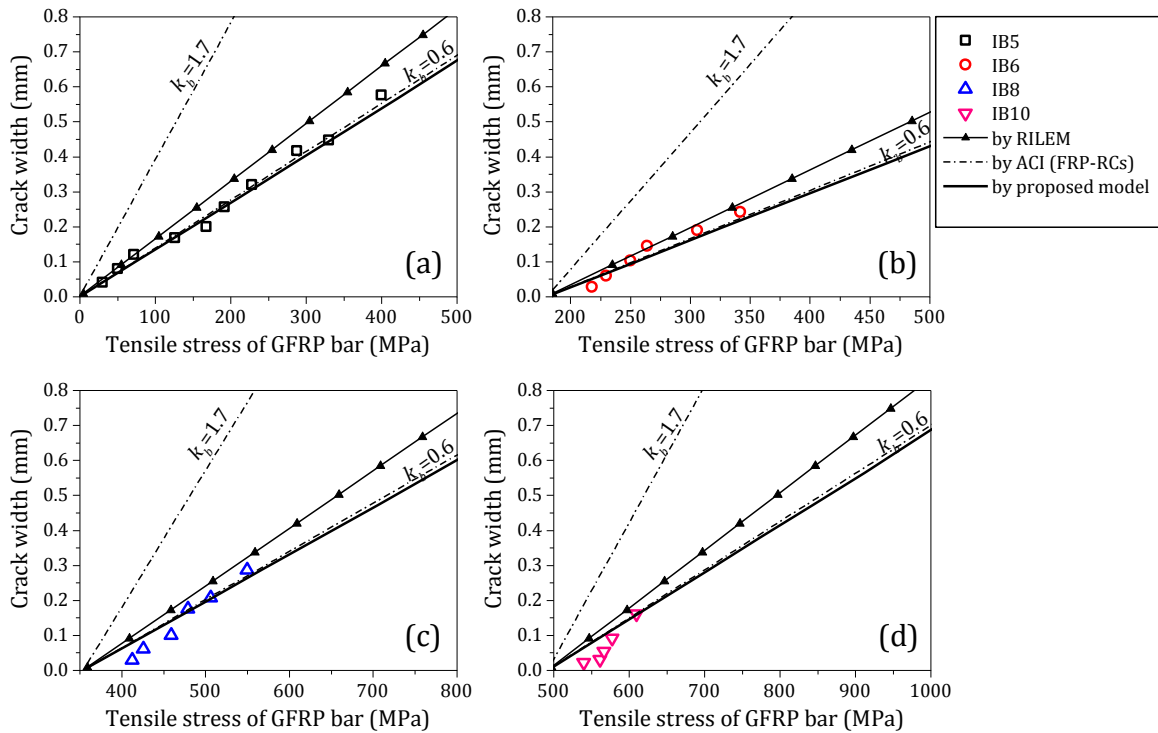 0.8
0.7
0.6
0.5
0.4
0.3
0.2
0.1
0.0
Crack width (mm)
k_b=1.7
k_b=0.6
(a)
0 100 200 300 400 500
Tensile stress of GFRP bar (MPa)
0.8
0.7
0.6
0.5
0.4
0.3
0.2
0.1
0.0
Crack width (mm)
k_b=1.7
k_b=0.6
(b)
200 250 300 350 400 450 500
Tensile stress of GFRP bar (MPa)
IB5
IB6
IB8
IB10
by RILEM
by ACI (FRP-RCs)
by proposed model
0.8
0.7
0.6
0.5
0.4
0.3
0.2
0.1
0.0
Crack width (mm)
k_b=1.7
k_b=0.6
(c)
400 500 600 700 800
Tensile stress of GFRP bar (MPa)
0.8
0.7
0.6
0.5
0.4
0.3
0.2
0.1
0.0
Crack width (mm)
k_b=1.7
k_b=0.6
(d)
500 600 700 800 900 1000
Tensile stress of GFRP bar (MPa)